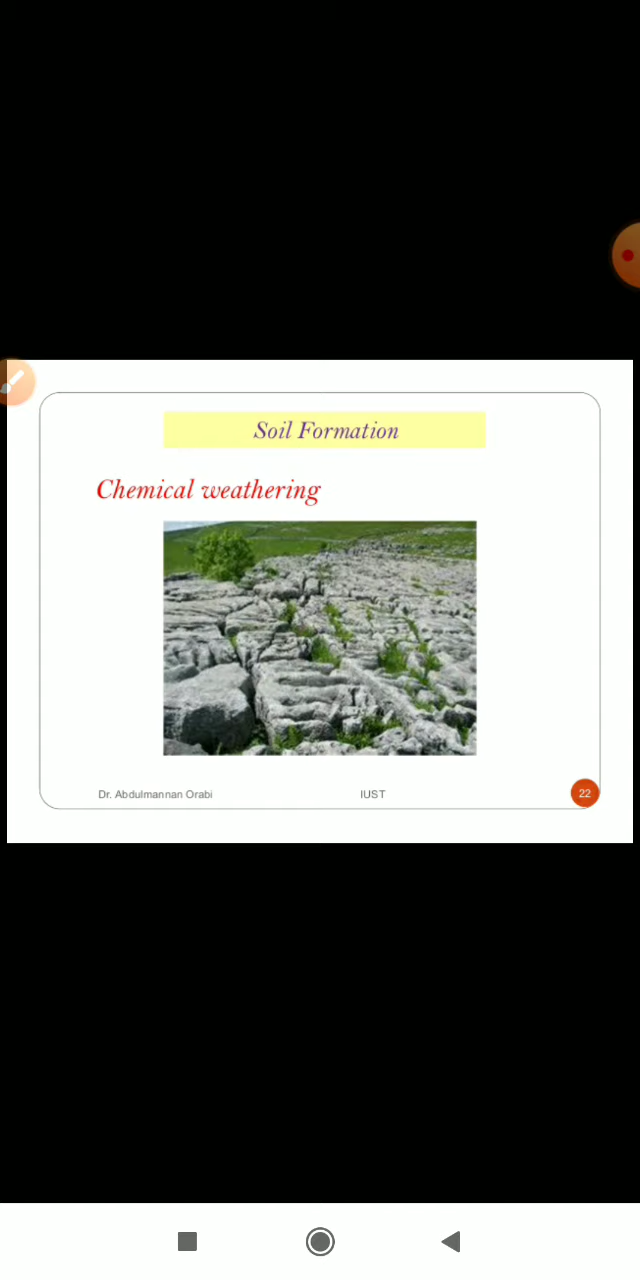 Soil Formation
Chemical weathering
Dr. Abdulmannan Orabi
IUST
22